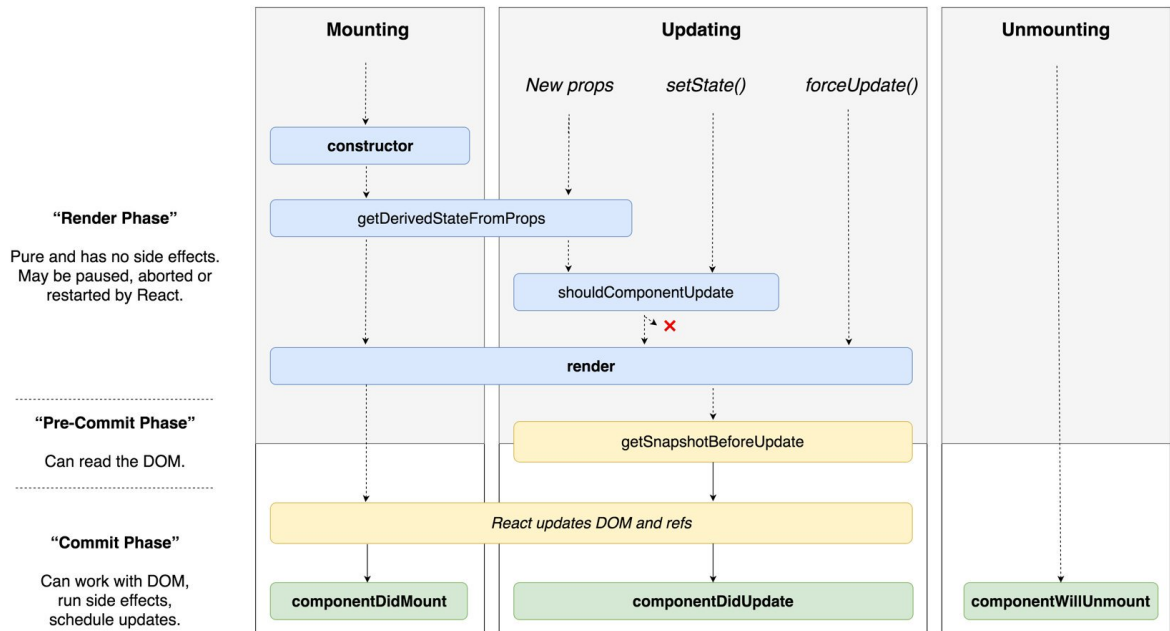 Mounting
Updating
Unmounting
New props
setState()
forceUpdate()
constructor
“Render Phase”
getDerivedStateFromProps
Pure and has no side effects.
May be paused, aborted or
restarted by React.
shouldComponentUpdate
render
“Pre-Commit Phase”
getSnapshotBeforeUpdate
Can read the DOM.
React updates DOM and refs
“Commit Phase”
Can work with DOM,
run side effects,
schedule updates.
componentDidMount
componentDidUpdate
componentWillUnmount